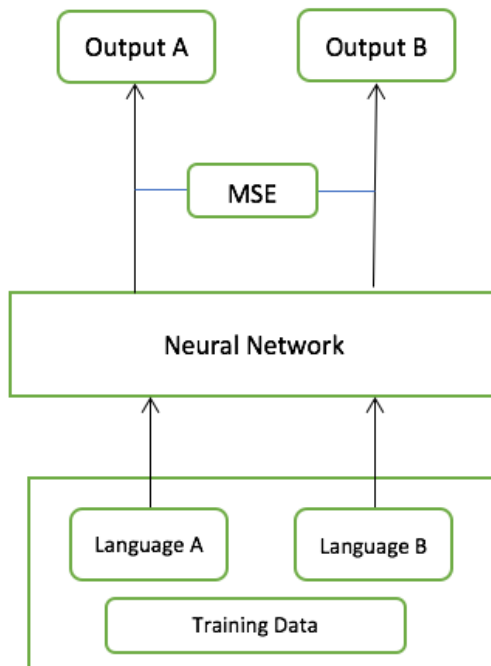 Output A
Output B
MSE
Neural Network
Language A
Language B
Training Data